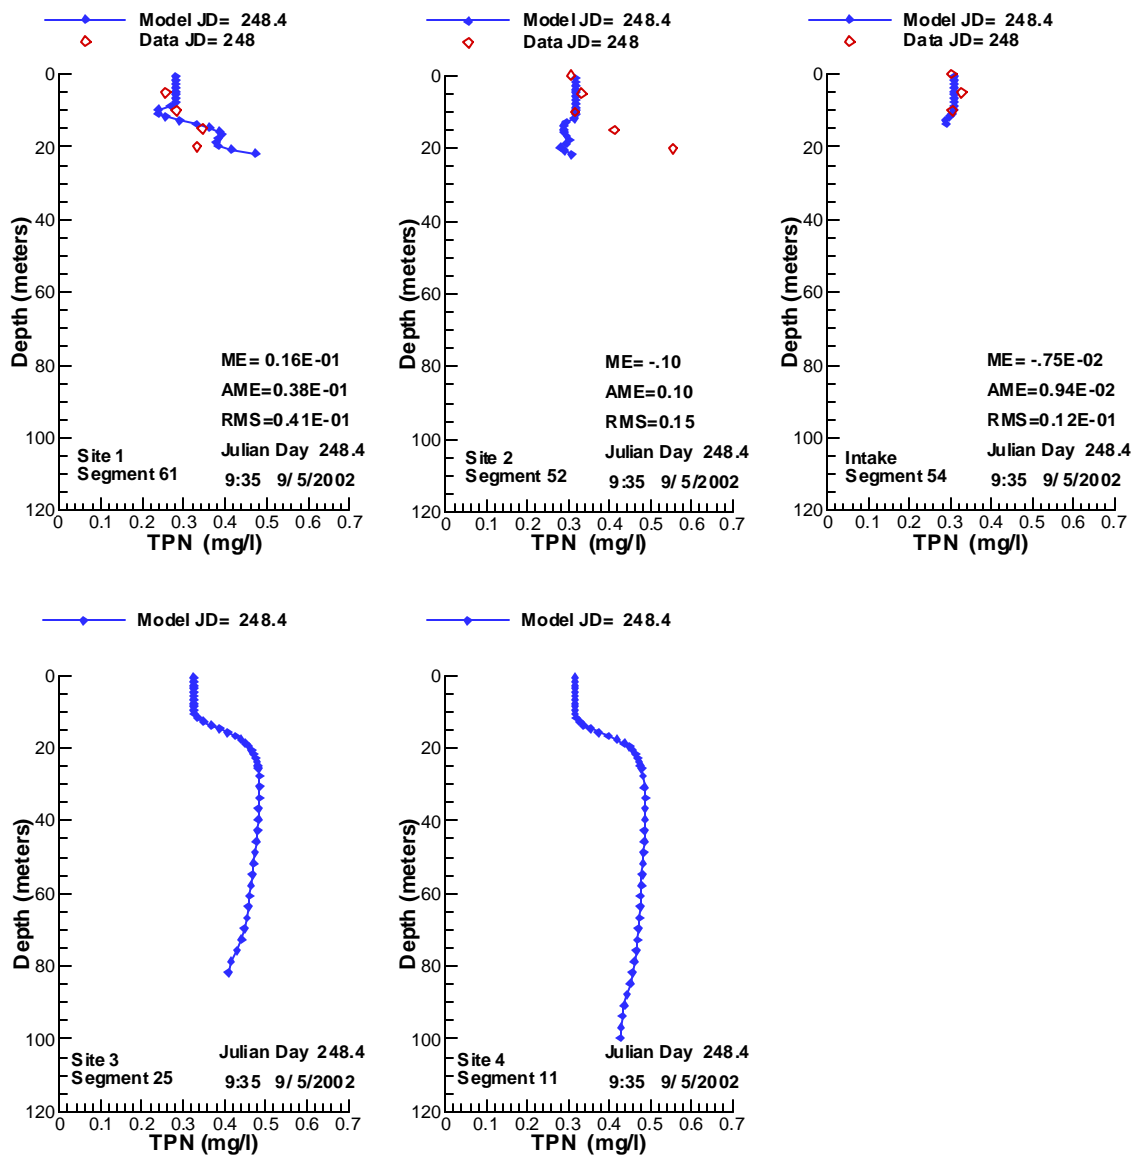 Model JD= 248.4
Data JD= 248
0
20
40
60
80
100
120
Depth (meters)
ME= 0.16E-01
AME=0.38E-01
RMS=0.41E-01
Julian Day 248.4
9:35 9/ 5/2002
Site 1
Segment 61
0 0.1 0.2 0.3 0.4 0.5 0.6 0.7
TPN (mg/l)
Model JD= 248.4
Data JD= 248
0
20
40
60
80
100
120
Depth (meters)
ME= -.10
AME=0.10
RMS=0.15
Julian Day 248.4
9:35 9/ 5/2002
Site 2
Segment 52
0 0.1 0.2 0.3 0.4 0.5 0.6 0.7
TPN (mg/l)
Model JD= 248.4
Data JD= 248
0
20
40
60
80
100
120
Depth (meters)
ME= -.75E-02
AME=0.94E-02
RMS=0.12E-01
Julian Day 248.4
9:35 9/ 5/2002
Intake
Segment 54
0 0.1 0.2 0.3 0.4 0.5 0.6 0.7
TPN (mg/l)
Model JD= 248.4
0
20
40
60
80
100
120
Depth (meters)
Julian Day 248.4
9:35 9/ 5/2002
Site 3
Segment 25
0 0.1 0.2 0.3 0.4 0.5 0.6 0.7
TPN (mg/l)
Model JD= 248.4
0
20
40
60
80
100
120
Depth (meters)
Julian Day 248.4
9:35 9/ 5/2002
Site 4
Segment 11
0 0.1 0.2 0.3 0.4 0.5 0.6 0.7
TPN (mg/l)